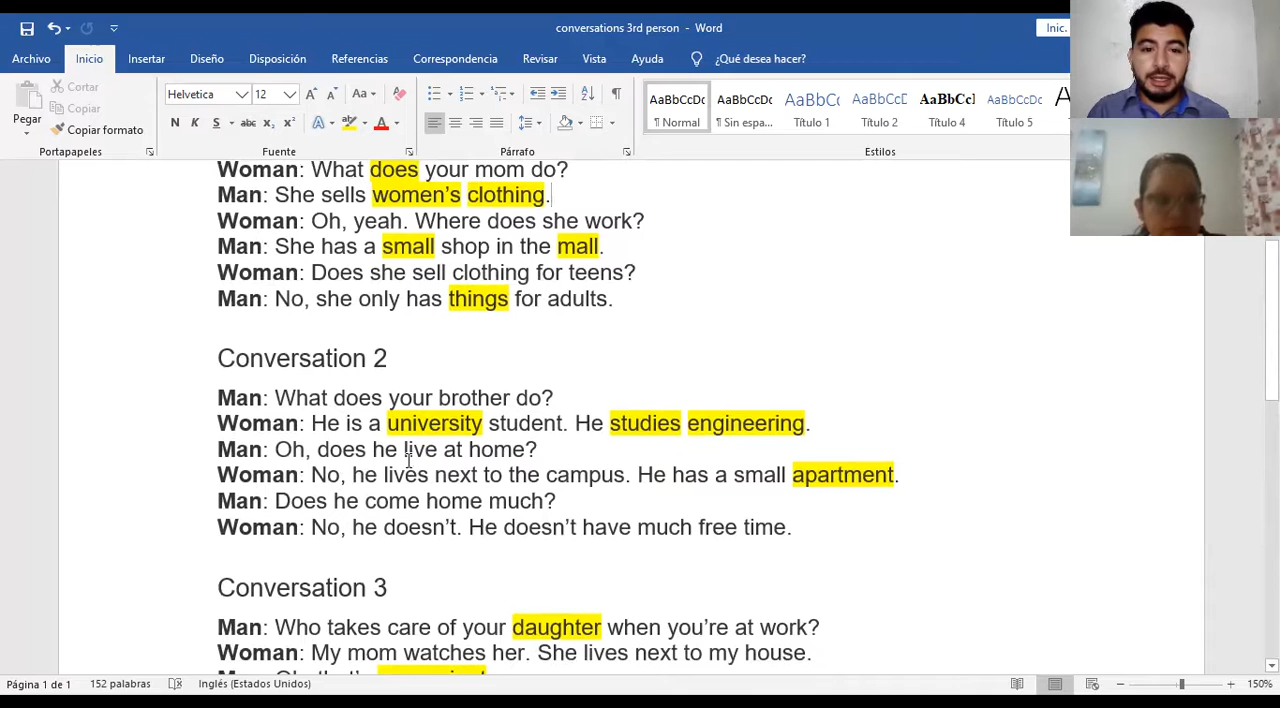 conversations 3rd person - Word
Inic.
Archivo Inicio Insertar Diseño Disposición Referencias Correspondencia Revisar Vista Ayuda ¿Qué desea hacer?
Pegar
Cortar
Copiar
Copiar formato
Portapapeles
Helvetica 12 Aa
N K S abc x₂ x² A A
Fuente
Párrafo
AaBbCcDc AaBbCcDc AaBbC AaBbCcD AaBbCcI AaBbCcDc A
¶ Normal ¶ Sin espa... Título 1 Título 2 Título 4 Título 5
Estilos
Woman: What does your mom do?
Man: She sells women's clothing.
Woman: Oh, yeah. Where does she work?
Man: She has a small shop in the mall.
Woman: Does she sell clothing for teens?
Man: No, she only has things for adults.
Conversation 2
Man: What does your brother do?
Woman: He is a university student. He studies engineering.
Man: Oh, does he live at home?
Woman: No, he lives next to the campus. He has a small apartment.
Man: Does he come home much?
Woman: No, he doesn't. He doesn't have much free time.
Conversation 3
Man: Who takes care of your daughter when you're at work?
Woman: My mom watches her. She lives next to my house.
Página 1 de 1 152 palabras Inglés (Estados Unidos) 150%